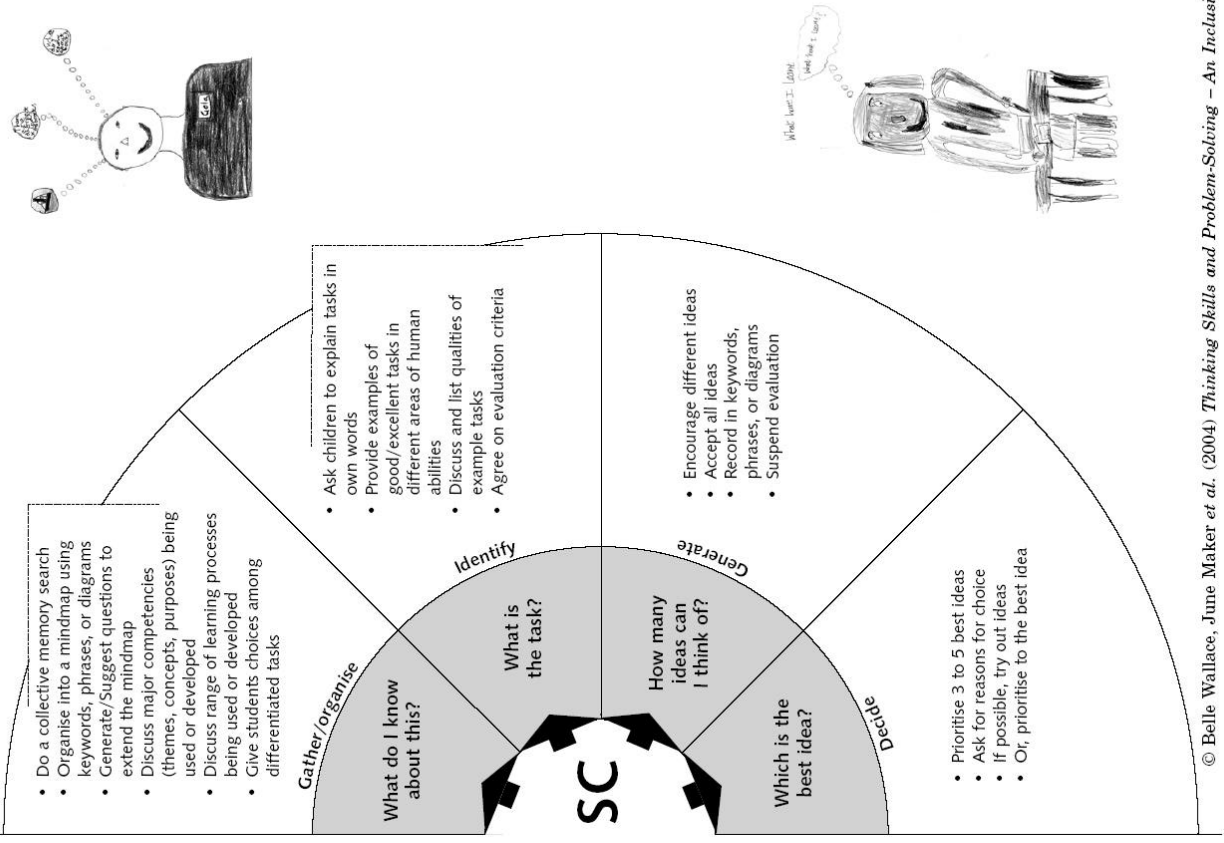 • Do a collective memory search
• Organise into a mindmap using
keywords, phrases, or diagrams
• Generate/Suggest questions to
extend the mindmap
• Discuss major competencies
(themes, concepts, purposes) being
used or developed
• Discuss range of learning processes
being used or developed
• Give students choices among
differentiated tasks
Gather/organise
What do I know
about this?
• Ask children to explain tasks in
own words
• Provide examples of
good/excellent tasks in
different areas of human
abilities
• Discuss and list qualities of
example tasks
• Agree on evaluation criteria
Identify
What is
the task?
• Encourage different ideas
• Accept all ideas
• Record in keywords,
phrases, or diagrams
• Suspend evaluation
Generate
How many
ideas can
I think of?
• Prioritise 3 to 5 best ideas
• Ask for reasons for choice
• If possible, try out ideas
• Or, prioritise to the best idea
Decide
Which is the
best idea?
SC
What have I learnt
What have I learnt?
© Belle Wallace, June Maker et al. (2004) Thinking Skills and Problem-Solving – An Inclusi